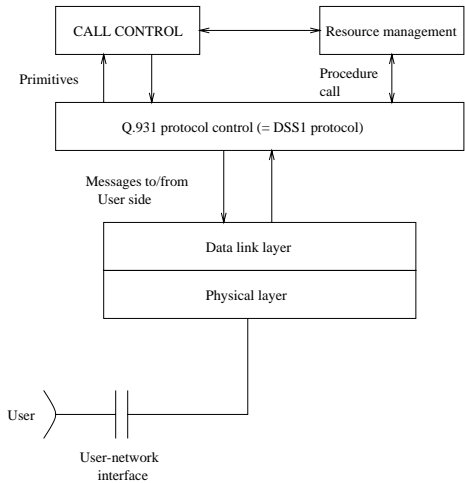 CALL CONTROL
Resource management
Primitives
Procedure
call
Q.931 protocol control (= DSS1 protocol)
Messages to/from
User side
Data link layer
Physical layer
User
User-network
interface